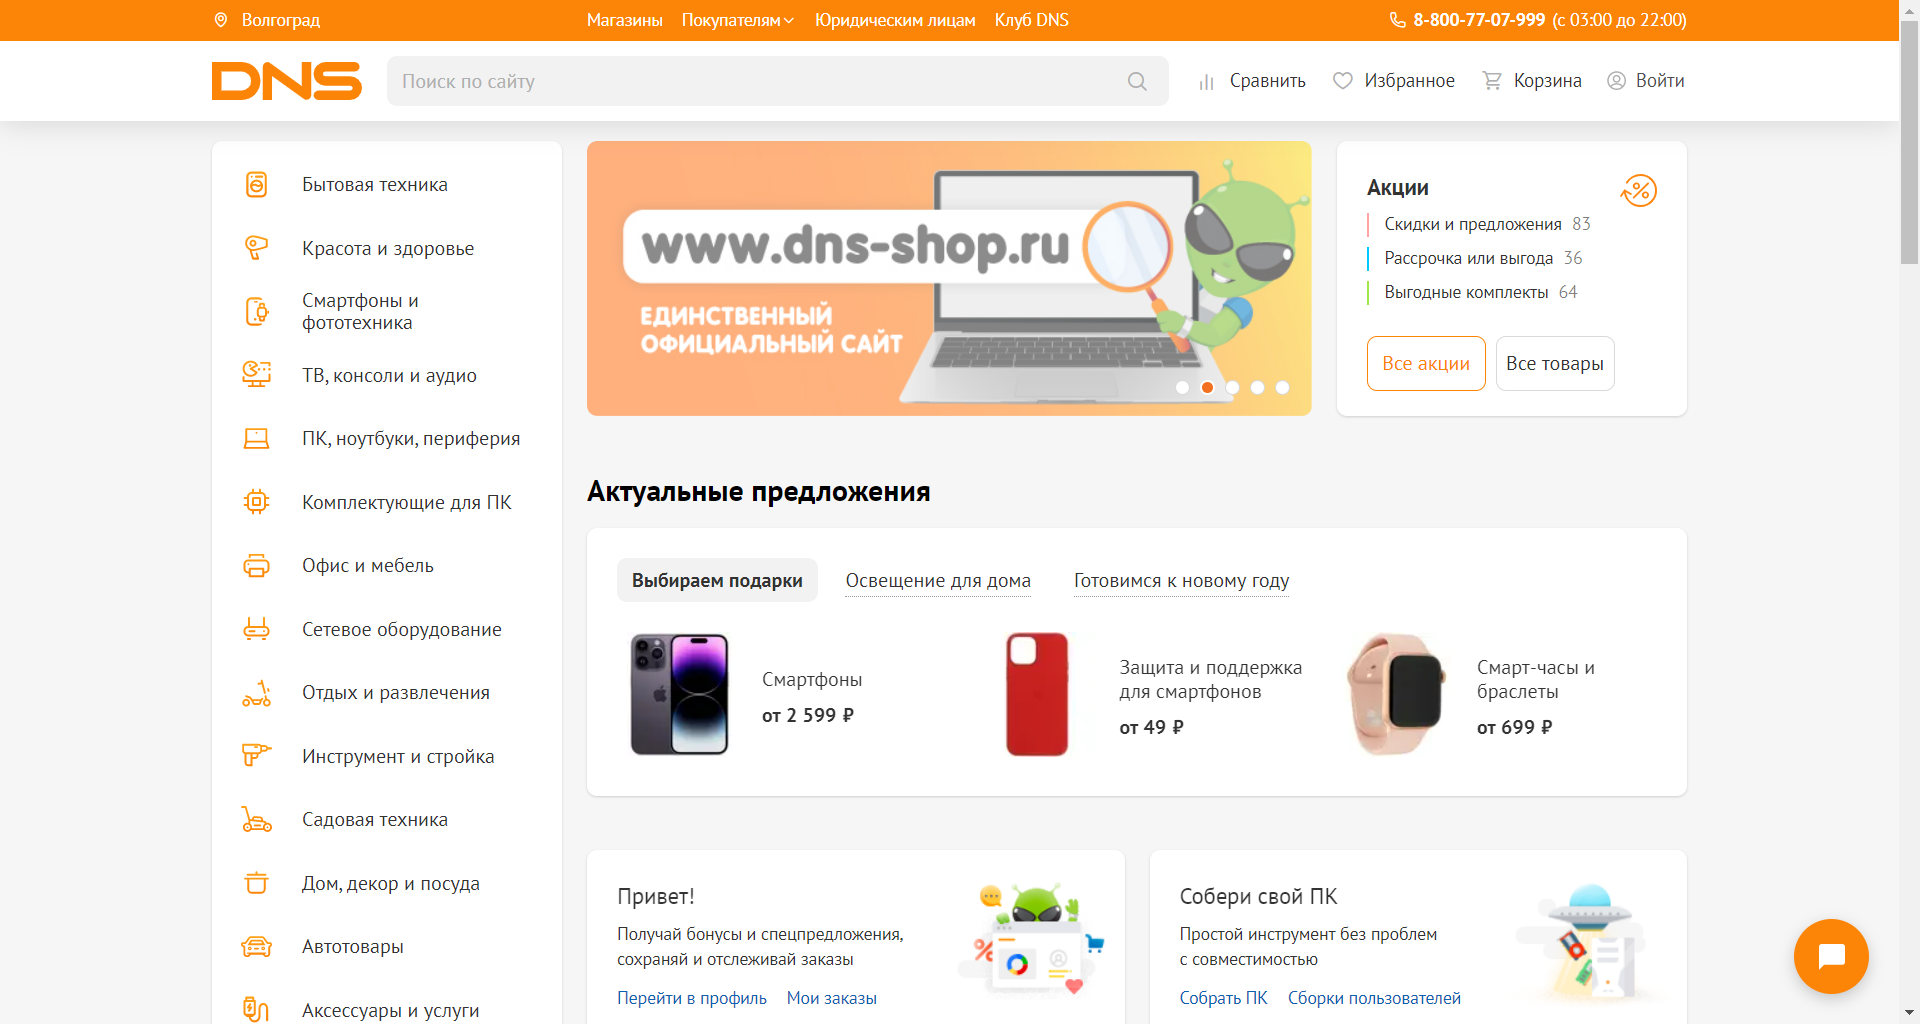 Волгоград
Магазины Покупателям Юридическим лицам Клуб DNS
8-800-77-07-999 (с 03:00 до 22:00)
DNS
Поиск по сайту
Сравнить Избранное Корзина Войти
Бытовая техника
Красота и здоровье
Смартфоны и
фототехника
ТВ, консоли и аудио
ПК, ноутбуки, периферия
Комплектующие для ПК
Офис и мебель
Сетевое оборудование
Отдых и развлечения
Инструмент и стройка
Садовая техника
Дом, декор и посуда
Автотовары
Аксессуары и услуги
www.dns-shop.ru
ЕДИНСТВЕННЫЙ
ОФИЦИАЛЬНЫЙ САЙТ
Акции
Скидки и предложения 83
Рассрочка или выгода 36
Выгодные комплекты 64
Все акции Все товары
Актуальные предложения
Выбираем подарки Освещение для дома Готовимся к новому году
Смартфоны
от 2 599 ₽
Защита и поддержка
для смартфонов
от 49 ₽
Смарт-часы и
браслеты
от 699 ₽
Привет!
Получай бонусы и спецпредложения,
сохраняй и отслеживай заказы
Перейти в профиль Мои заказы
Собери свой ПК
Простой инструмент без проблем
с совместимостью
Собрать ПК Сборки пользователей